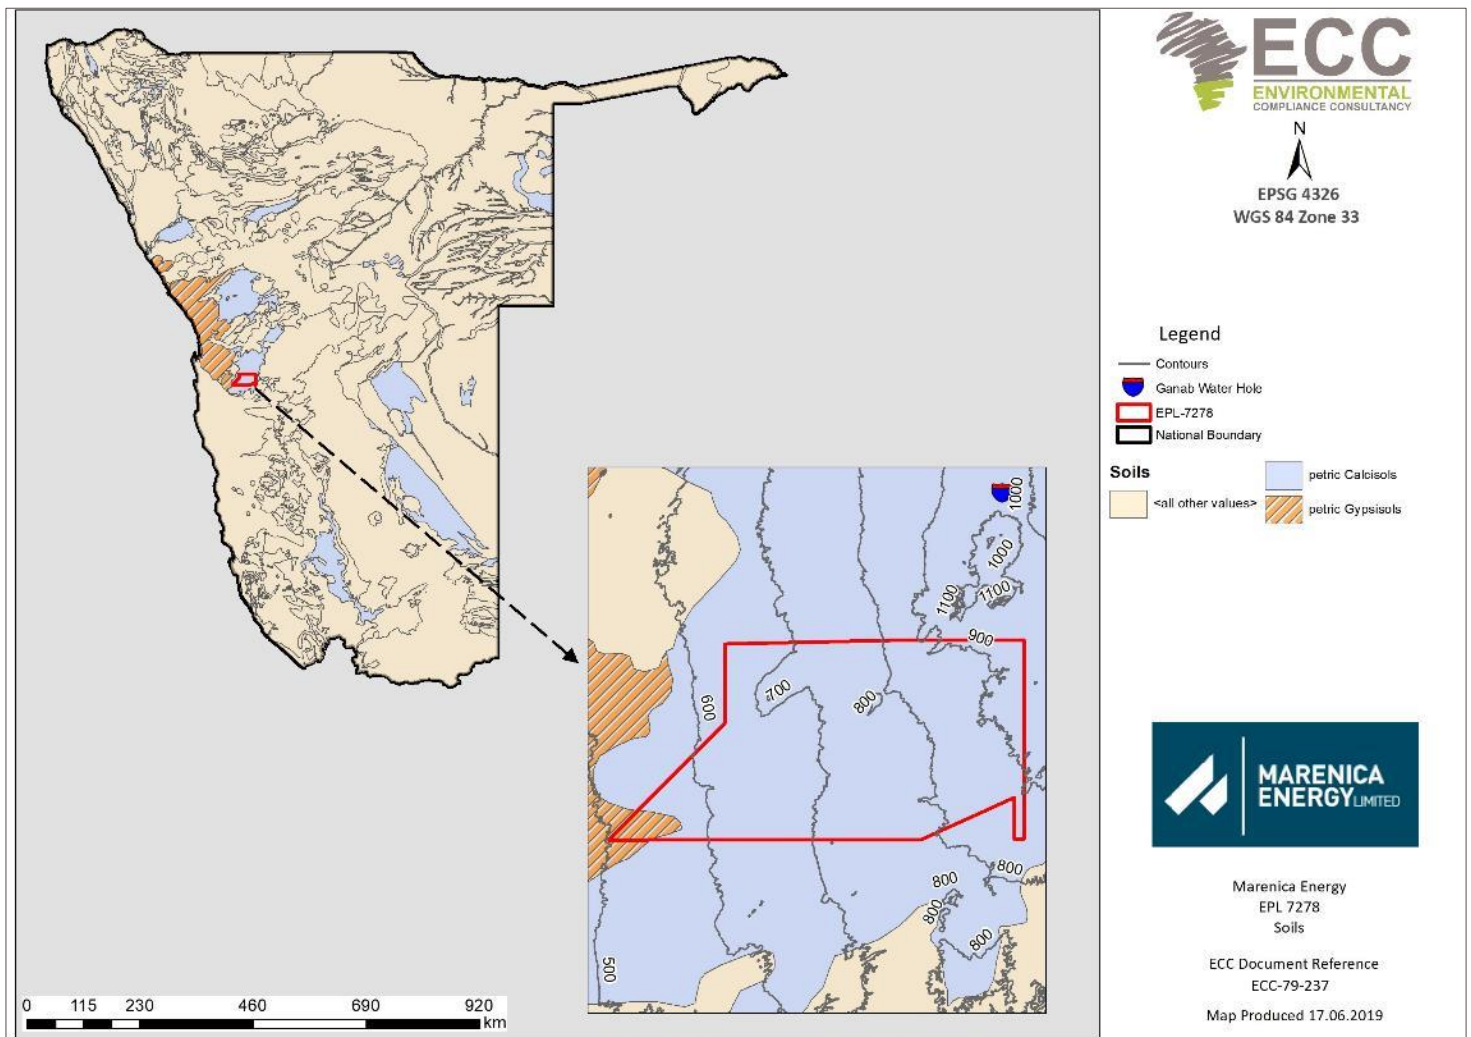 ECC
ENVIRONMENTAL
COMPLIANCE CONSULTANCY
N
EPSG 4326
WGS 84 Zone 33
Legend
Contours
Ganab Water Hole
EPL-7278
National Boundary
Soils
<all other values>
petric Calcisols
petric Gypsisols
1000
1000
1100
1100
900
700
800
600
800
800
800
800
500
0 115 230 460 690 920
km
MARENICA
ENERGY LIMITED
Marenica Energy
EPL 7278
Soils
ECC Document Reference
ECC-79-237
Map Produced 17.06.2019